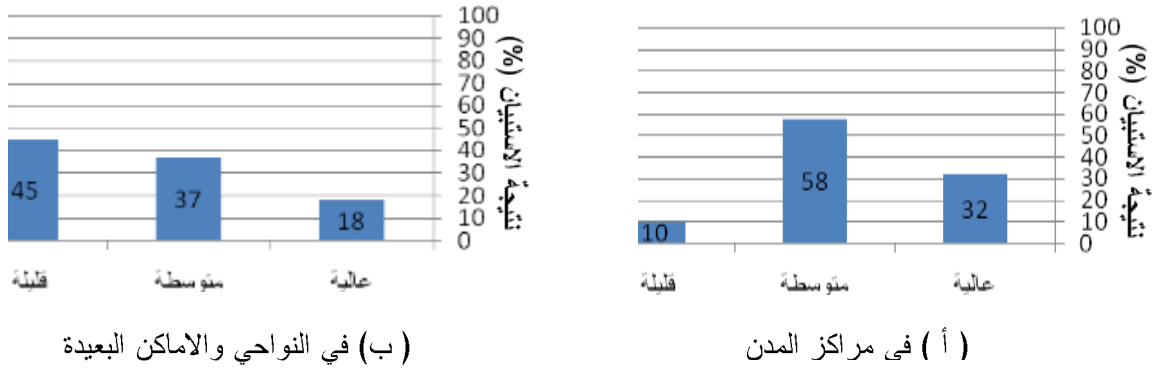 نتيجة الاستبيان (%)
100
90
80
70
60
50
40
30
20
10
0
32
58
10
عالية
متوسطة
قليلة
( أ ) في مراكز المدن
نتيجة الاستبيان (%)
100
90
80
70
60
50
40
30
20
10
0
18
37
45
عالية
متوسطة
قليلة
( ب) في النواحي والاماكن البعيدة